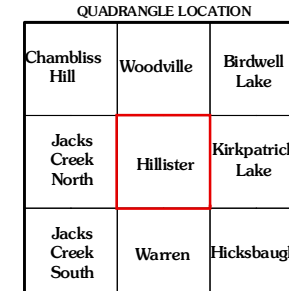 QUADRANGLE LOCATION
Chambliss
Hill
Woodville
Birdwell
Lake
Jacks
Creek
North
Hillister
Kirkpatrick
Lake
Jacks
Creek
South
Warren
Hicksbaugh